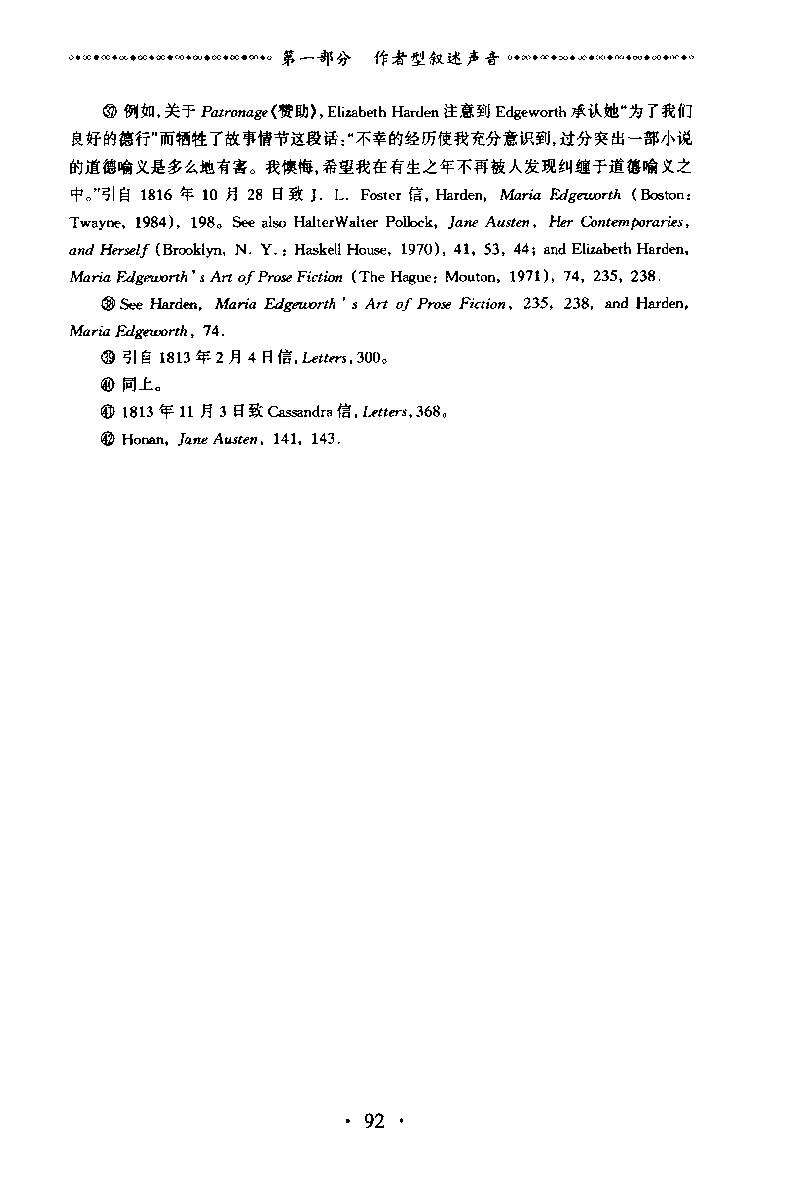 第一部分 作者型叙述声音
㊲ 例如,关于 Patronage《赞助》, Elizabeth Harden 注意到 Edgeworth 承认她“为了我们
良好的德行”而牺牲了故事情节这段话:“不幸的经历使我充分意识到,过分突出一部小说
的道德喻义是多么地有害。我懊悔,希望我在有生之年不再被人发现纠缠于道德喻义之
中。”引自 1816 年 10 月 28 日致 J. L. Foster 信, Harden, Maria Edgeworth (Boston:
Twayne, 1984), 198。See also HalterWalter Pollock, Jane Austen, Her Contemporaries,
and Herself (Brooklyn, N. Y.: Haskell House, 1970), 41, 53, 44; and Elizabeth Harden,
Maria Edgeworth's Art of Prose Fiction (The Hague: Mouton, 1971), 74, 235, 238.
㊳ See Harden, Maria Edgeworth's Art of Prose Fiction, 235, 238, and Harden,
Maria Edgeworth, 74.
㊴ 引自 1813 年 2 月 4 日信, Letters, 300。
㊵ 同上。
㊶ 1813 年 11 月 3 日致 Cassandra 信, Letters, 368。
㊷ Honan, Jane Austen, 141, 143.
· 92 ·